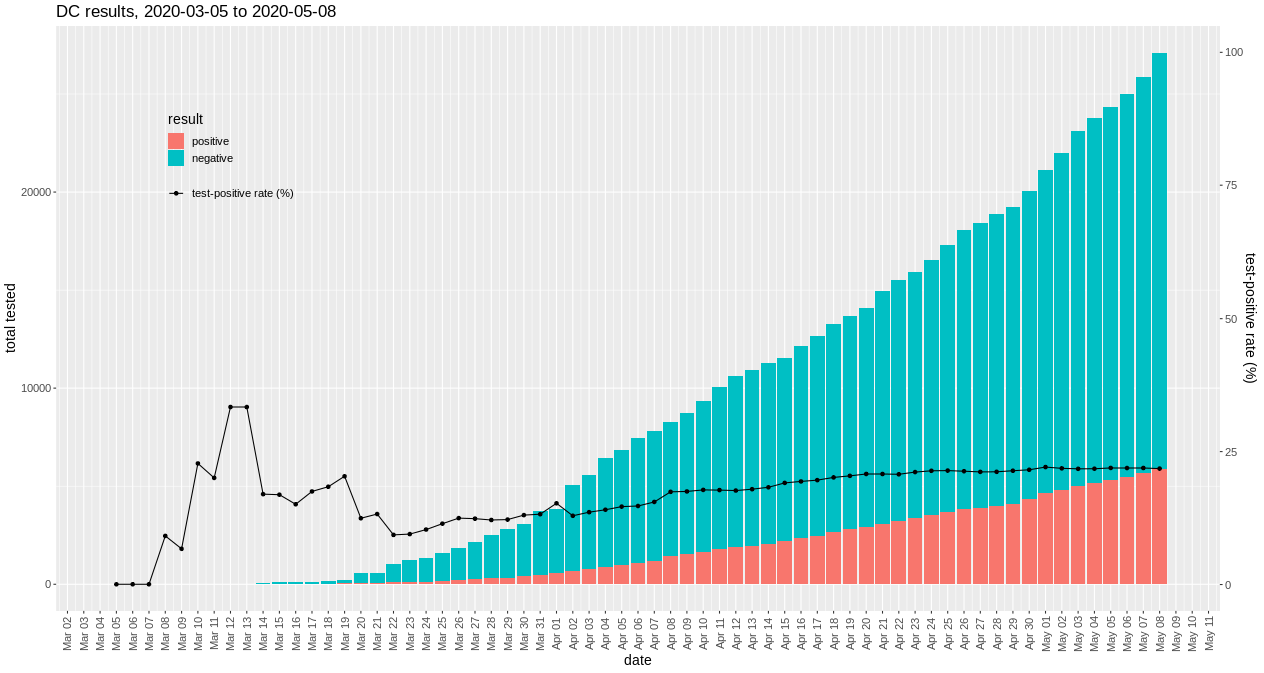 DC results, 2020-03-05 to 2020-05-08
result
positive
negative
test-positive rate (%)
total tested
20000
10000
0
100
75
50
25
0
test-positive rate (%)
Mar 02
Mar 03
Mar 04
Mar 05
Mar 06
Mar 07
Mar 08
Mar 09
Mar 10
Mar 11
Mar 12
Mar 13
Mar 14
Mar 15
Mar 16
Mar 17
Mar 18
Mar 19
Mar 20
Mar 21
Mar 22
Mar 23
Mar 24
Mar 25
Mar 26
Mar 27
Mar 28
Mar 29
Mar 30
Mar 31
Apr 01
Apr 02
Apr 03
Apr 04
Apr 05
Apr 06
Apr 07
Apr 08
Apr 09
Apr 10
Apr 11
Apr 12
Apr 13
Apr 14
Apr 15
Apr 16
Apr 17
Apr 18
Apr 19
Apr 20
Apr 21
Apr 22
Apr 23
Apr 24
Apr 25
Apr 26
Apr 27
Apr 28
Apr 29
Apr 30
May 01
May 02
May 03
May 04
May 05
May 06
May 07
May 08
May 09
May 10
May 11
date